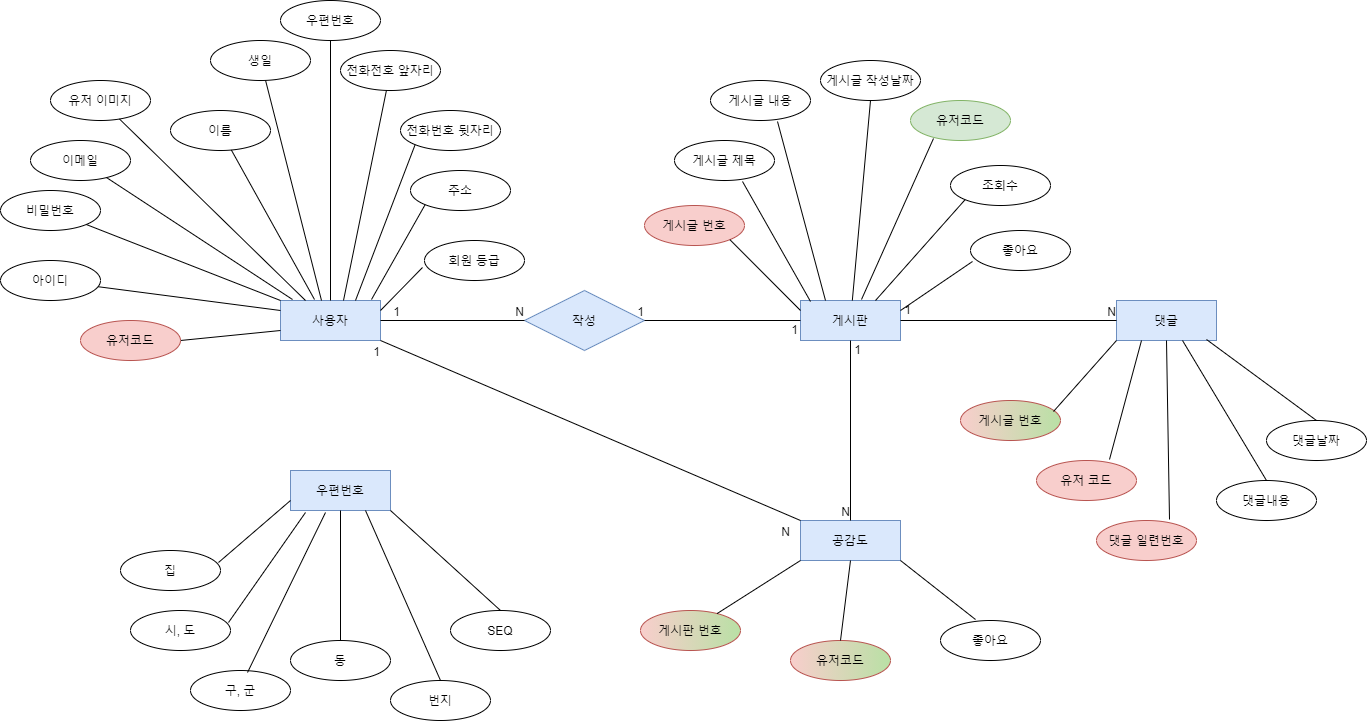 우편번호
생일
전화전호 앞자리
유저 이미지
이름
전화번호 뒷자리
이메일
주소
비밀번호
회원 등급
아이디
유저코드
사용자
1
N
작성
1
1
게시글 작성날짜
게시글 내용
유저코드
게시글 제목
조회수
게시글 번호
좋아요
1
게시판
1
1
N
댓글
게시글 번호
유저 코드
댓글 일련번호
댓글내용
댓글날짜
N
N
공감도
게시판 번호
유저코드
좋아요
우편번호
집
시, 도
구, 군
동
번지
SEQ